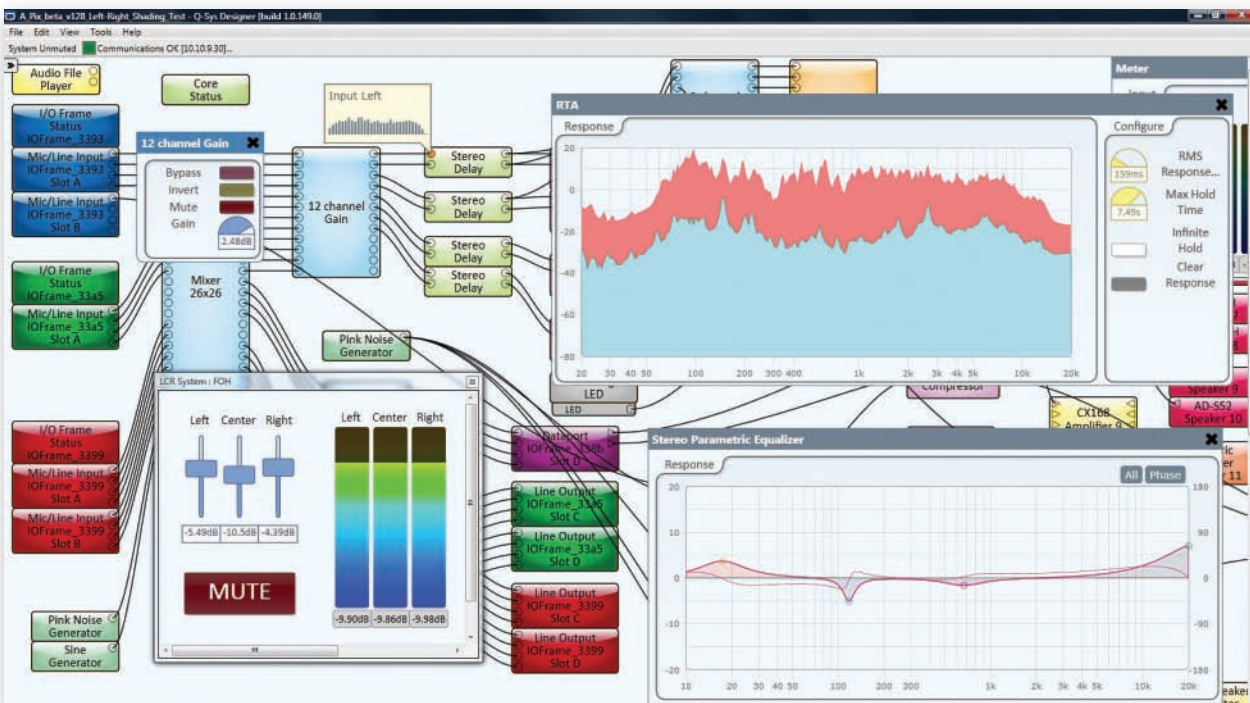 A_Pix_beta_v128_Left-Right_Shading_Test - Q-Sys Designer [build 1.0.149.0]
File Edit View Tools Help
System Unmuted Communications OK [10.10.9.30]...
Audio File
Player
Core
Status
I/O Frame
Status
IOFrame_3393
Mic/Line Input
IOFrame_3393
Slot A
Mic/Line Input
IOFrame_3393
Slot B
I/O Frame
Status
IOFrame_33a5
Mic/Line Input
IOFrame_33a5
Slot A
I/O Frame
Status
IOFrame_3399
Mic/Line Input
IOFrame_3399
Slot A
Mic/Line Input
IOFrame_3399
Slot B
Pink Noise
Generator
Sine
Generator
12 channel Gain
Bypass
Invert
Mute
Gain
2.48dB
Mixer
26x26
Input Left
12 channel
Gain
Stereo
Delay
Stereo
Delay
Stereo
Delay
Stereo
Delay
Pink Noise
Generator
LCR System : FOH
Left Center Right
-5.49dB -10.5dB -4.39dB
MUTE
Left Center Right
-9.90dB -9.86dB -9.98dB
LED
LED
Dataport
IOFrame_338b
Slot D
Line Output
IOFrame_33a5
Slot C
Line Output
IOFrame_33a5
Slot D
Line Output
IOFrame_3399
Slot C
Line Output
IOFrame_3399
Slot D
RTA
Response
20
0
-20
-40
-60
-80
20 30 40 50 100 200 300 400 1k 2k 3k 4k 5k 10k 20k
Configure
159ms
RMS
Response...
7.49s
Max Hold
Time
Infinite
Hold
Clear
Response
Meter
Compressor
CX168
Amplifier 9
Speaker 9
AD-S52
Speaker 10
Stereo Parametric Equalizer
Response
All Phase
20
10
0
-10
-20
180
90
0
-90
-180
10 20 30 40 50 100 200 300 1k 2k 3k 4k 5k 10k 20k